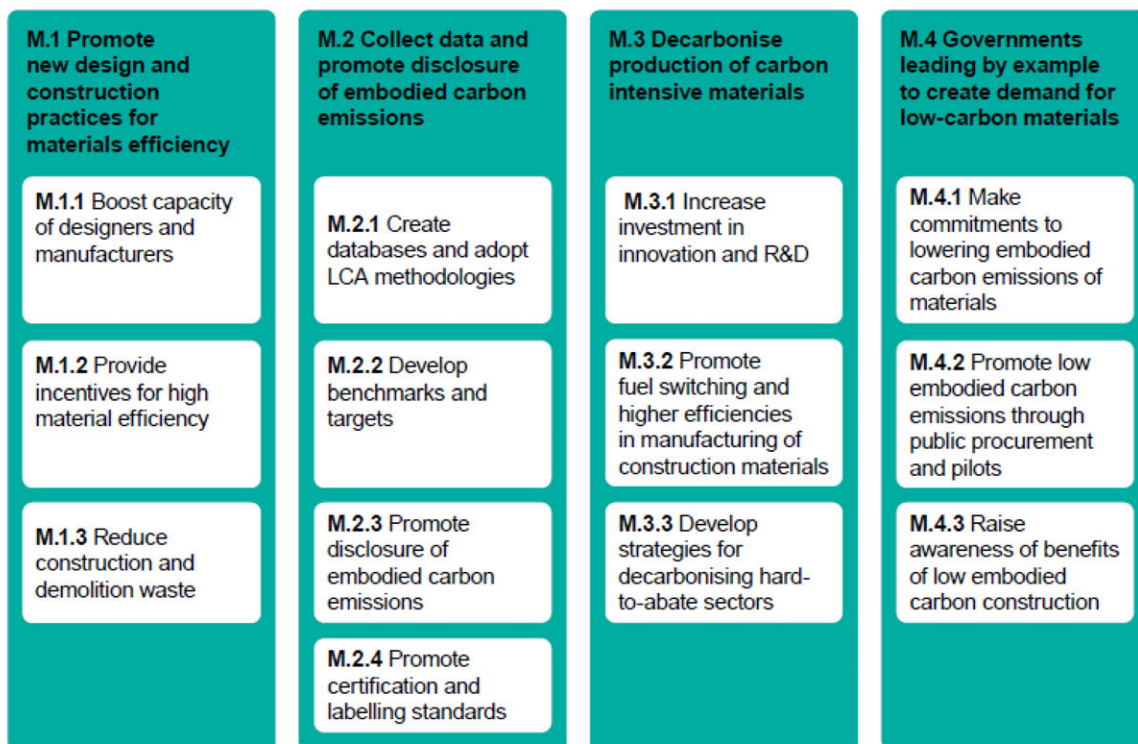 M.1 Promote
new design and
construction
practices for
materials efficiency
M.1.1 Boost capacity
of designers and
manufacturers
M.1.2 Provide
incentives for high
material efficiency
M.1.3 Reduce
construction and
demolition waste
M.2 Collect data and
promote disclosure
of embodied carbon
emissions
M.2.1 Create
databases and adopt
LCA methodologies
M.2.2 Develop
benchmarks and
targets
M.2.3 Promote
disclosure of
embodied carbon
emissions
M.2.4 Promote
certification and
labelling standards
M.3 Decarbonise
production of carbon
intensive materials
M.3.1 Increase
investment in
innovation and R&D
M.3.2 Promote
fuel switching and
higher efficiencies
in manufacturing of
construction materials
M.3.3 Develop
strategies for
decarbonising hard-
to-abate sectors
M.4 Governments
leading by example
to create demand for
low-carbon materials
M.4.1 Make
commitments to
lowering embodied
carbon emissions of
materials
M.4.2 Promote low
embodied carbon
emissions through
public procurement
and pilots
M.4.3 Raise
awareness of benefits
of low embodied
carbon construction